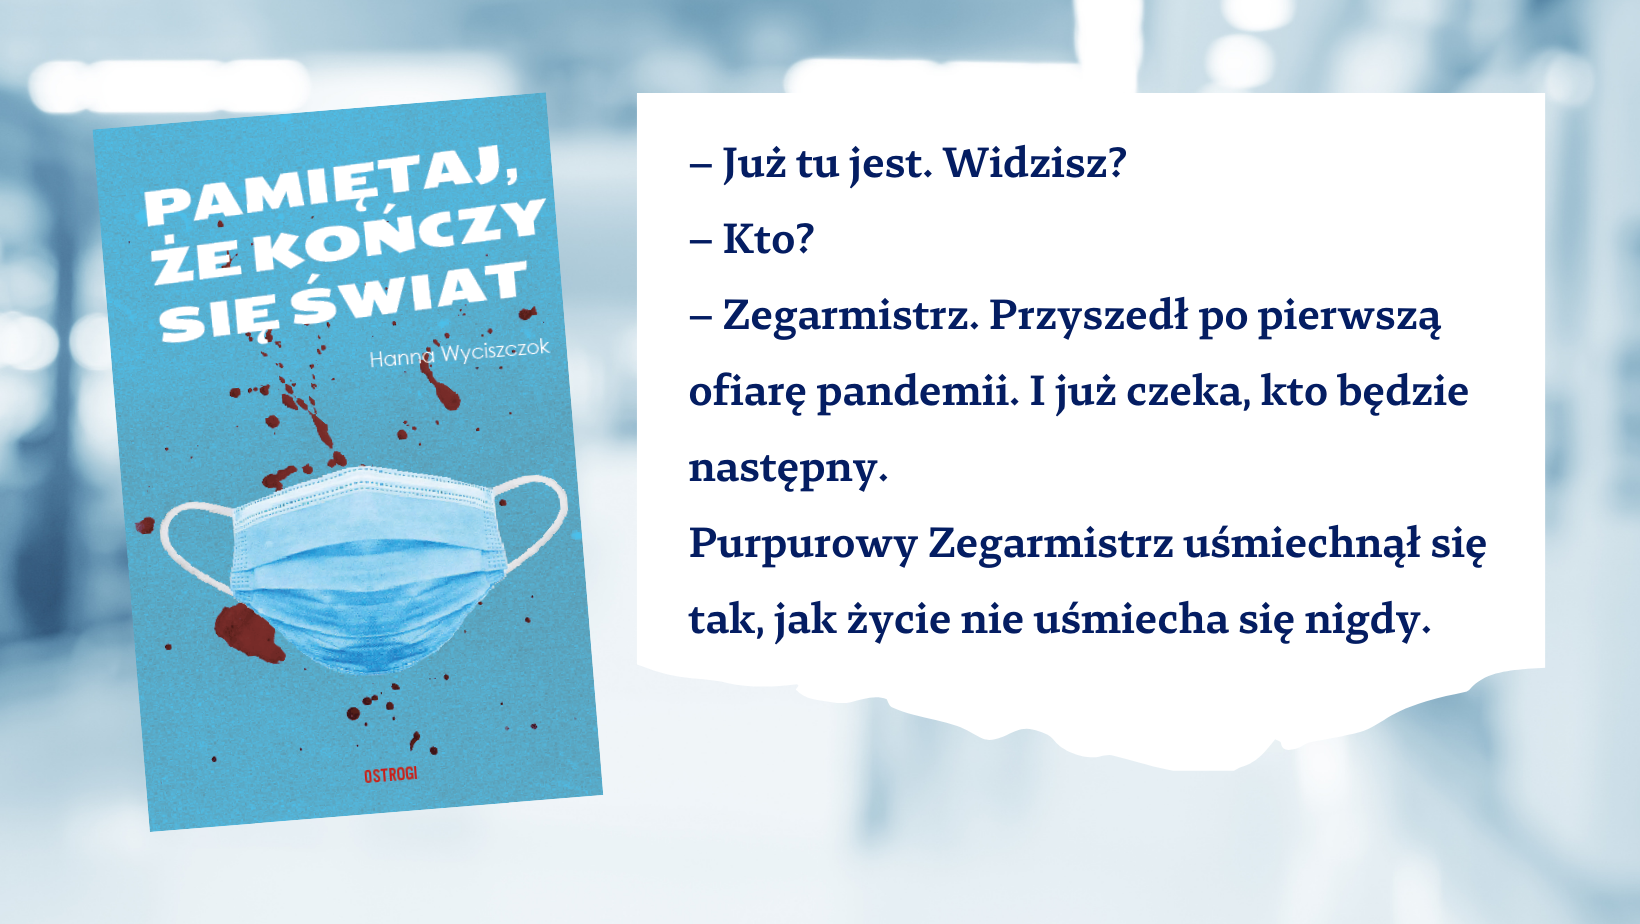 PAMIĘTAJ,
ŻE KOŃCZY
SIĘ ŚWIAT
Hanna Wyciszczok
OSTROGI
– Już tu jest. Widzisz?
– Kto?
– Zegarmistrz. Przyszedł po pierwszą
ofiarę pandemii. I już czeka, kto będzie
następny.
Purpurowy Zegarmistrz uśmiechnął się
tak, jak życie nie uśmiecha się nigdy.